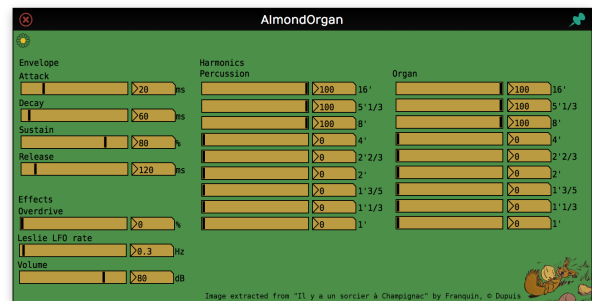 AlmondOrgan
Envelope
Attack
20 ms
Decay
60 ms
Sustain
80 %
Release
120 ms
Effects
Overdrive
0 %
Leslie LFO rate
0.3 Hz
Volume
80 dB
Harmonics
Percussion
100 16'
100 5'1/3
100 8'
0 4'
0 2'2/3
0 2'
0 1'3/5
0 1'1/3
0 1'
Organ
100 16'
100 5'1/3
100 8'
0 4'
0 2'2/3
0 2'
0 1'3/5
0 1'1/3
0 1'
Image extracted from "Il y a un sorcier à Champignac" by Franquin, © Dupuis